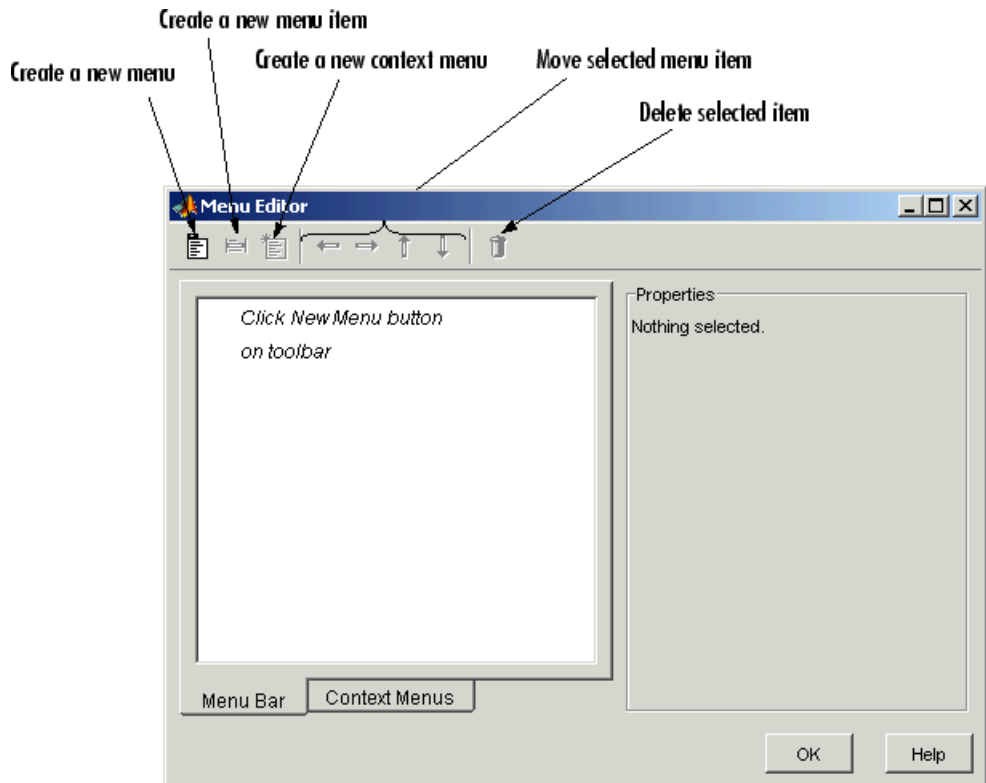 Create a new menu item
Create a new menu
Create a new context menu
Move selected menu item
Delete selected item
Menu Editor
Click New Menu button
on toolbar
Properties
Nothing selected.
Menu Bar
Context Menus
OK
Help